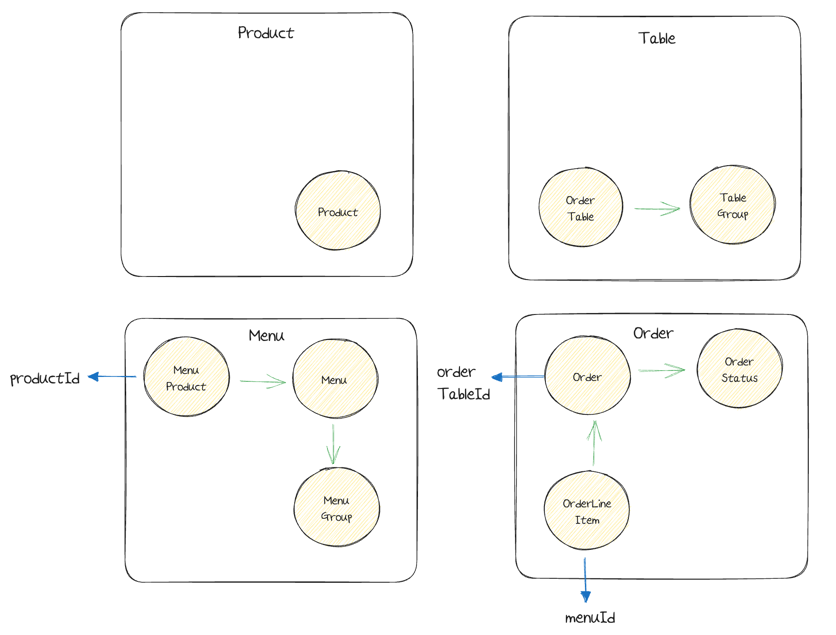 Product
Product
Table
Order
Table
Table
Group
Menu
Menu
Product
Menu
Menu
Group
productId
Order
Order
Order
Status
OrderLine
Item
order
TableId
menuId